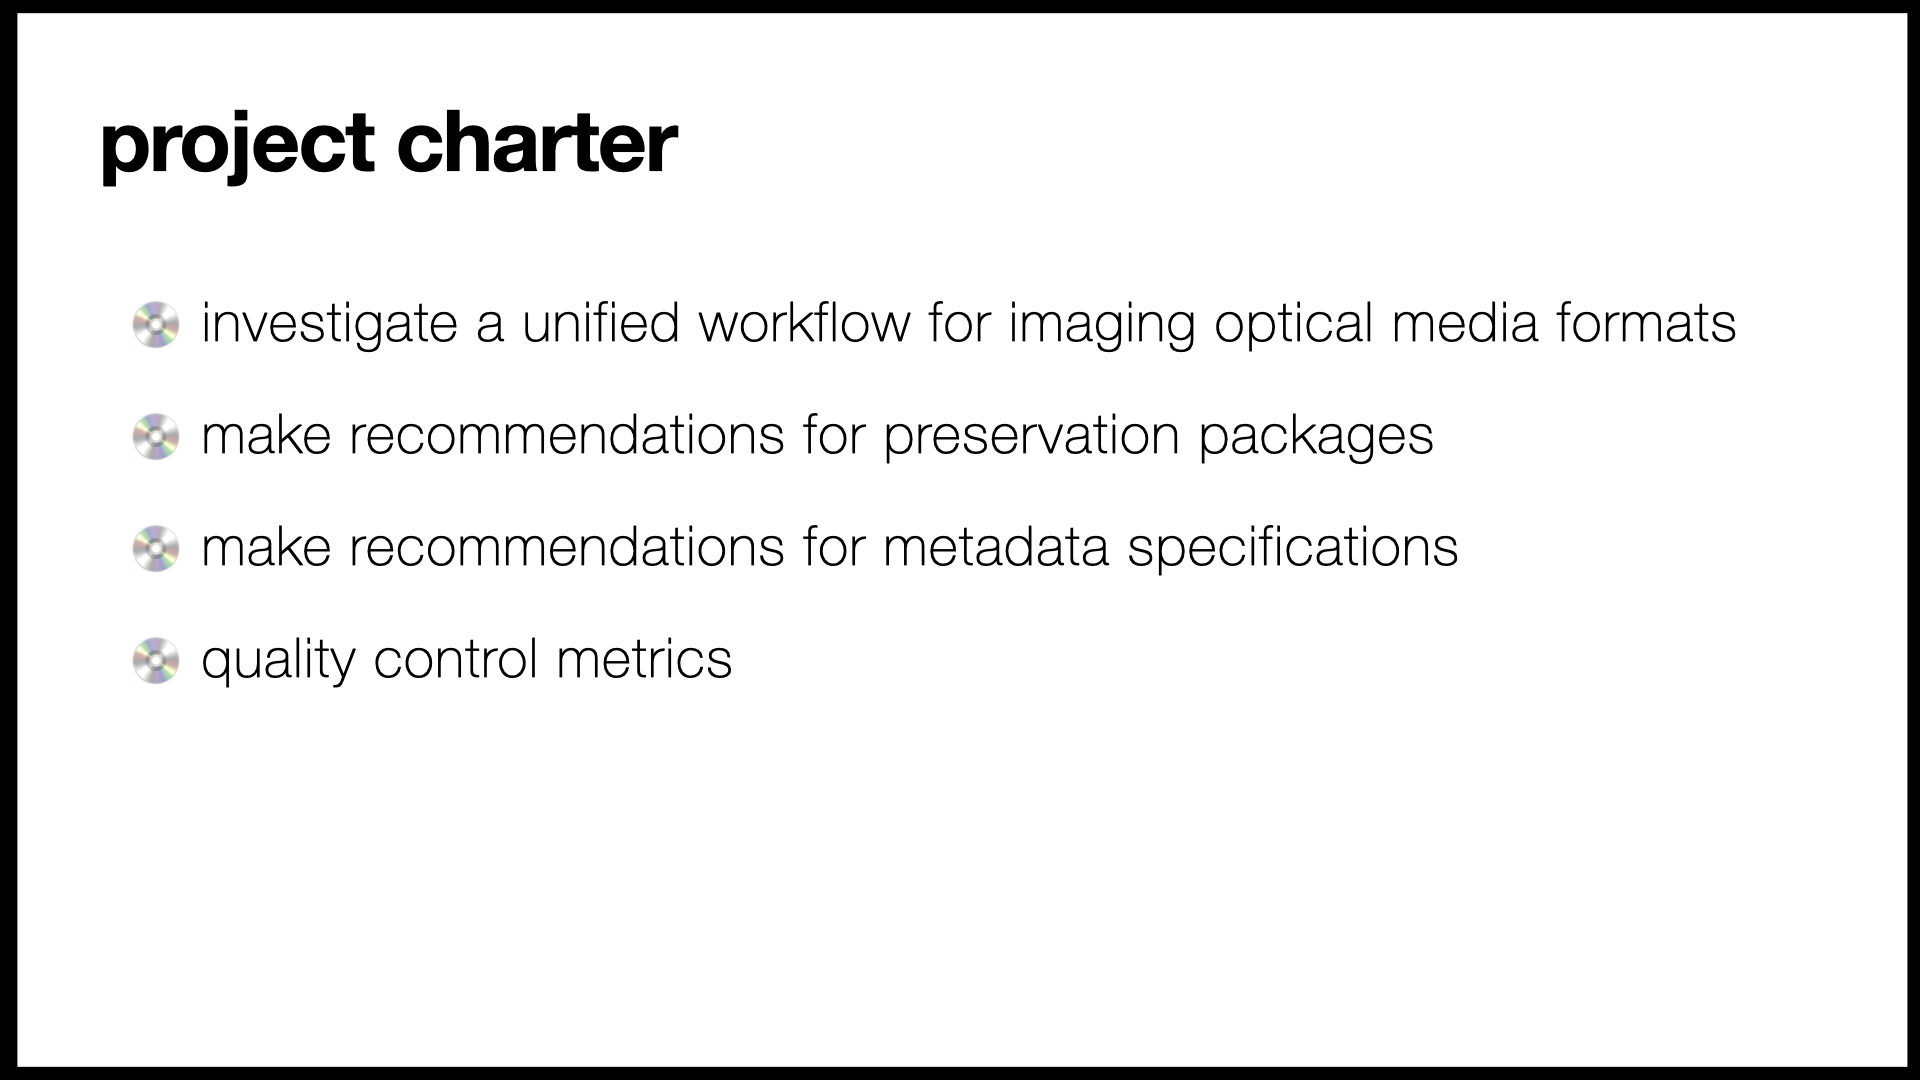 project charter
investigate a unified workflow for imaging optical media formats
make recommendations for preservation packages
make recommendations for metadata specifications
quality control metrics